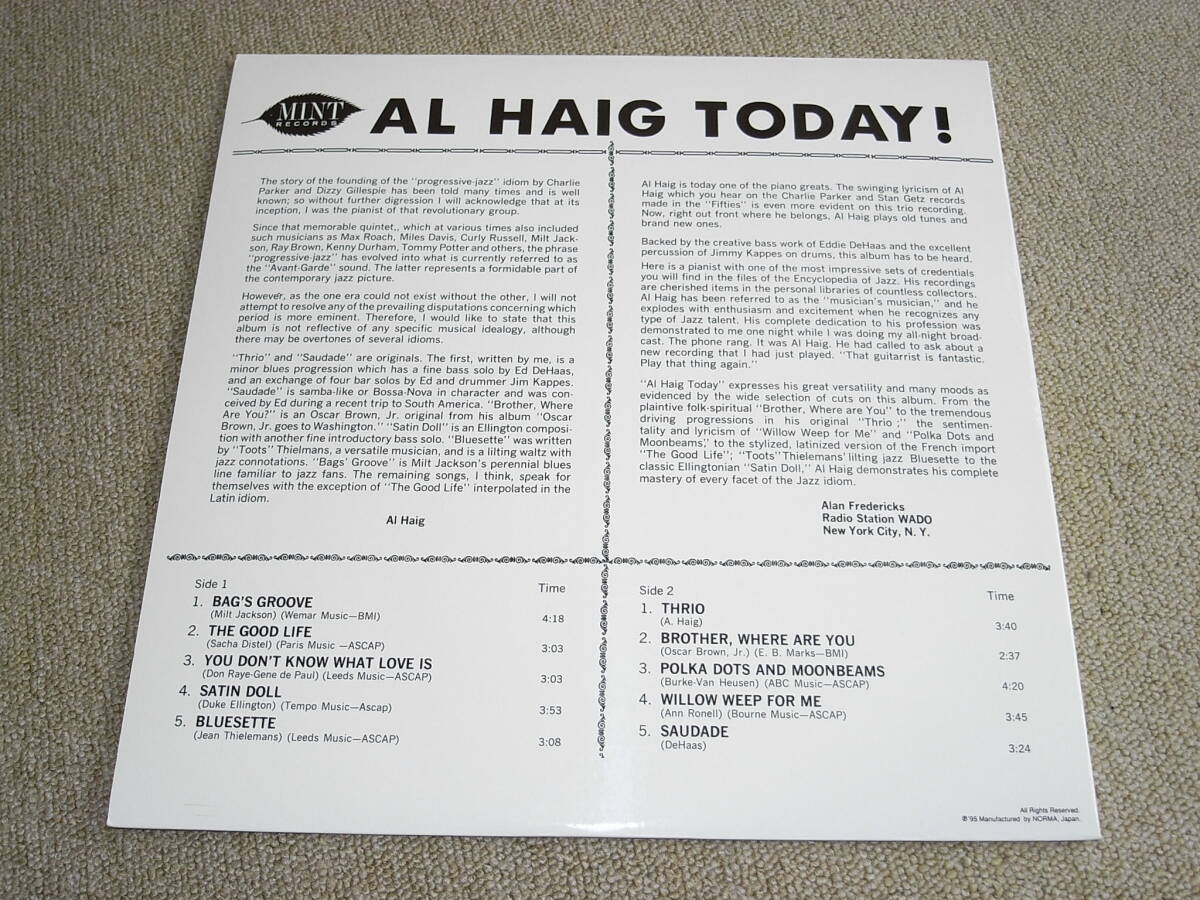 MINT
RECORDS
AL HAIG TODAY!
The story of the founding of the "progressive-jazz" idiom by Charlie
Parker and Dizzy Gillespie has been told many times and is well
known; so without further digression I will acknowledge that at its
inception, I was the pianist of that revolutionary group.
Since that memorable quintet,, which at various times also included
such musicians as Max Roach, Miles Davis, Curly Russell, Milt Jack-
son, Ray Brown, Kenny Durham, Tommy Potter and others, the phrase
"progressive-jazz" has evolved into what is currently referred to as
the "Avant-Garde" sound. The latter represents a formidable part of
the contemporary jazz picture.
However, as the one era could not exist without the other, I will not
attempt to resolve any of the prevailing disputations concerning which
period is more eminent. Therefore, I would like to state that this
album is not reflective of any specific musical idealogy, although
there may be overtones of several idioms.
"Thrio" and "Saudade" are originals. The first, written by me, is a
minor blues progression which has a fine bass solo by Ed DeHaas,
and an exchange of four bar solos by Ed and drummer Jim Kappes.
"Saudade" is samba-like or Bossa-Nova in character and was con-
ceived by Ed during a recent trip to South America. "Brother, Where
Are You?" is an Oscar Brown, Jr. original from his album "Oscar
Brown, Jr. goes to Washington." "Satin Doll" is an Ellington composi-
tion with another fine introductory bass solo. "Bluesette" was written
by "Toots" Thielmans, a versatile musician, and is a lilting waltz with
jazz connotations. "Bags' Groove" is Milt Jackson's perennial blues
line familiar to jazz fans. The remaining songs, I think, speak for
themselves with the exception of "The Good Life" interpolated in the
Latin idiom.
Al Haig
Al Haig is today one of the piano greats. The swinging lyricism of Al
Haig which you hear on the Charlie Parker and Stan Getz records
made in the "Fifties" is even more evident on this trio recording.
Now, right out front where he belongs, Al Haig plays old tunes and
brand new ones.
Backed by the creative bass work of Eddie DeHaas and the excellent
percussion of Jimmy Kappes on drums, this album has to be heard.
Here is a pianist with one of the most impressive sets of credentials
you will find in the files of the Encyclopedia of Jazz. His recordings
are cherished items in the personal libraries of countless collectors.
Al Haig has been referred to as the "musician's musician," and he
explodes with enthusiasm and excitement when he recognizes any
type of Jazz talent. His complete dedication to his profession was
demonstrated to me one night while I was doing my all-night broad-
cast. The phone rang. It was Al Haig. He had called to ask about a
new recording that I had just played. "That guitarrist is fantastic.
Play that thing again."
"Al Haig Today" expresses his great versatility and many moods as
evidenced by the wide selection of cuts on this album. From the
plaintive folk-spiritual "Brother, Where are You" to the tremendous
driving progressions in his original "Thrio ;" the sentimen-
tality and lyricism of "Willow Weep for Me" and "Polka Dots and
Moonbeams," to the stylized, latinized version of the French import
"The Good Life"; "Toots" Thielemans' lilting jazz Bluesette to the
classic Ellingtonian "Satin Doll," Al Haig demonstrates his complete
mastery of every facet of the Jazz idiom.
Alan Fredericks
Radio Station WADO
New York City, N. Y.
Side 1 Time
1. BAG'S GROOVE
(Milt Jackson) (Wemar Music—BMI) 4:18
2. THE GOOD LIFE
(Sacha Distel) (Paris Music —ASCAP) 3:03
3. YOU DON'T KNOW WHAT LOVE IS
(Don Raye-Gene de Paul) (Leeds Music—ASCAP) 3:03
4. SATIN DOLL
(Duke Ellington) (Tempo Music—Ascap) 3:53
5. BLUESETTE
(Jean Thielemans) (Leeds Music—ASCAP) 3:08
Side 2 Time
1. THRIO
(A. Haig) 3:40
2. BROTHER, WHERE ARE YOU
(Oscar Brown, Jr.) (E. B. Marks—BMI) 2:37
3. POLKA DOTS AND MOONBEAMS
(Burke-Van Heusen) (ABC Music—ASCAP) 4:20
4. WILLOW WEEP FOR ME
(Ann Ronell) (Bourne Music—ASCAP) 3:45
5. SAUDADE
(DeHaas) 3:24
All Rights Reserved.
℗'95 Manufactured by NORMA, Japan.